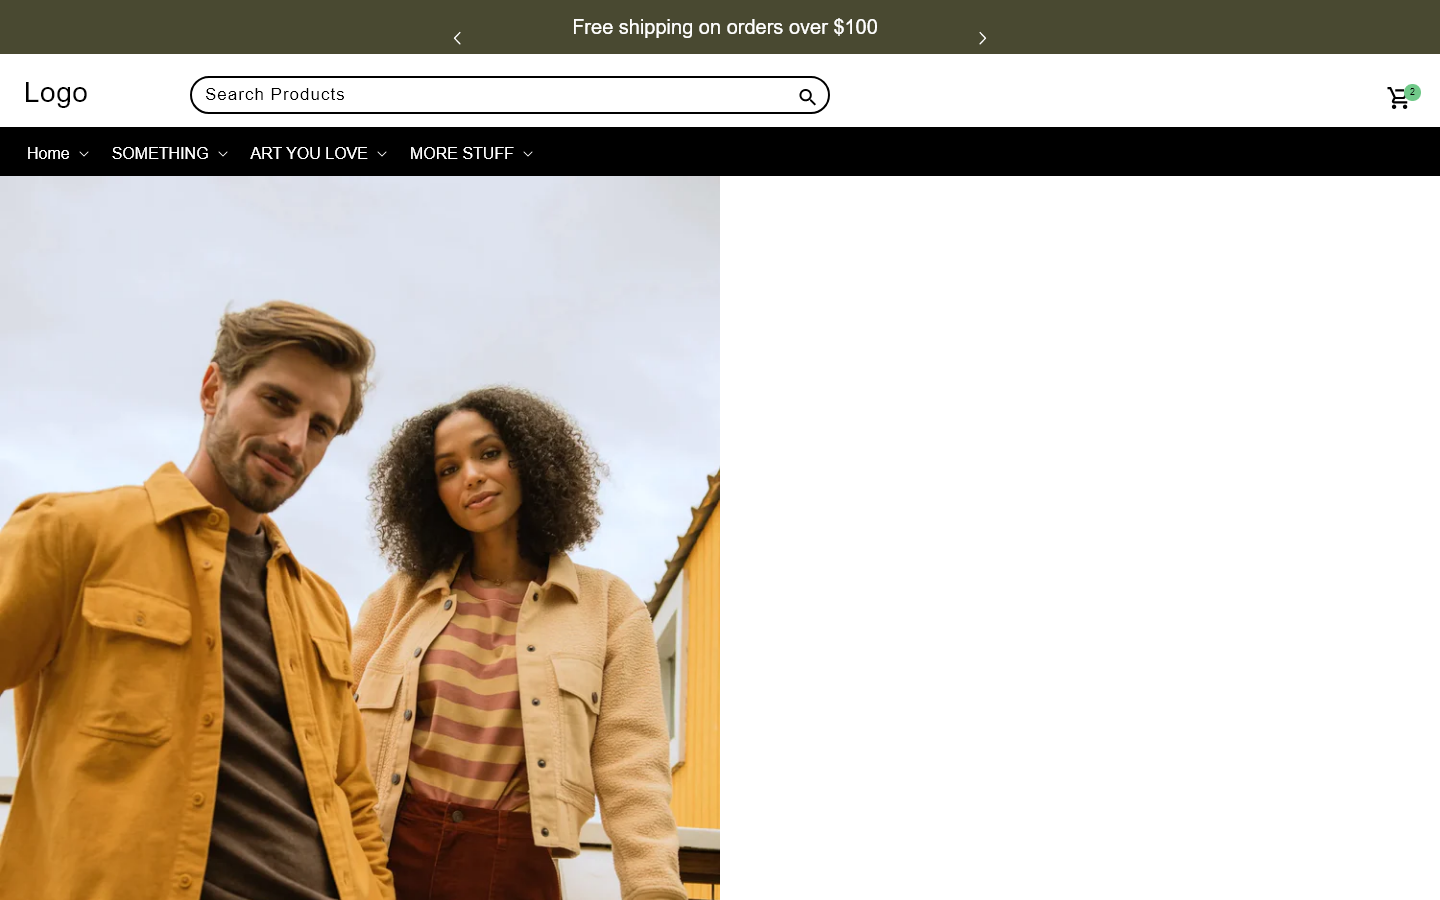 Free shipping on orders over $100
Logo
Search Products
2
Home
SOMETHING
ART YOU LOVE
MORE STUFF